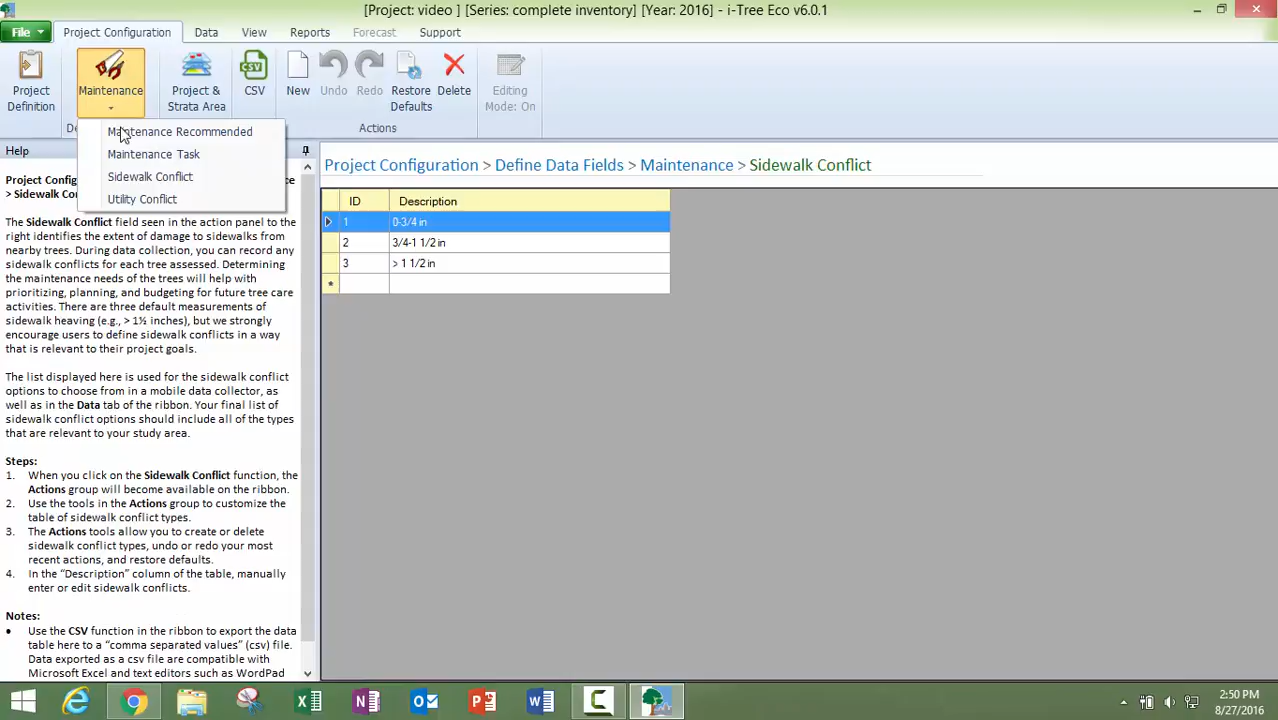 [Project: video ] [Series: complete inventory] [Year: 2016] - i-Tree Eco v6.0.1
File Project Configuration Data View Reports Forecast Support
Project Definition
Maintenance
Project & Strata Area
CSV
New
Undo
Redo
Restore Defaults
Delete
Editing Mode: On
Actions
Maintenance Recommended
Maintenance Task
Sidewalk Conflict
Utility Conflict
Help
The Sidewalk Conflict field seen in the action panel to the
right identifies the extent of damage to sidewalks from
nearby trees. During data collection, you can record any
sidewalk conflicts for each tree assessed. Determining
the maintenance needs of the trees will help with
prioritizing, planning, and budgeting for future tree care
activities. There are three default measurements of
sidewalk heaving (e.g., > 1½ inches), but we strongly
encourage users to define sidewalk conflicts in a way
that is relevant to their project goals.
The list displayed here is used for the sidewalk conflict
options to choose from in a mobile data collector, as
well as in the Data tab of the ribbon. Your final list of
sidewalk conflict options should include all of the types
that are relevant to your study area.
Steps:
1. When you click on the Sidewalk Conflict function, the
Actions group will become available on the ribbon.
2. Use the tools in the Actions group to customize the
table of sidewalk conflict types.
3. The Actions tools allow you to create or delete
sidewalk conflict types, undo or redo your most
recent actions, and restore defaults.
4. In the “Description” column of the table, manually
enter or edit sidewalk conflicts.
Notes:
• Use the CSV function in the ribbon to export the data
table here to a “comma separated values” (csv) file.
Data exported as a csv file are compatible with
Microsoft Excel and text editors such as WordPad
Project Configuration > Define Data Fields > Maintenance > Sidewalk Conflict
ID Description
1 0-3/4 in
2 3/4-1 1/2 in
3 > 1 1/2 in
2:50 PM
8/27/2016